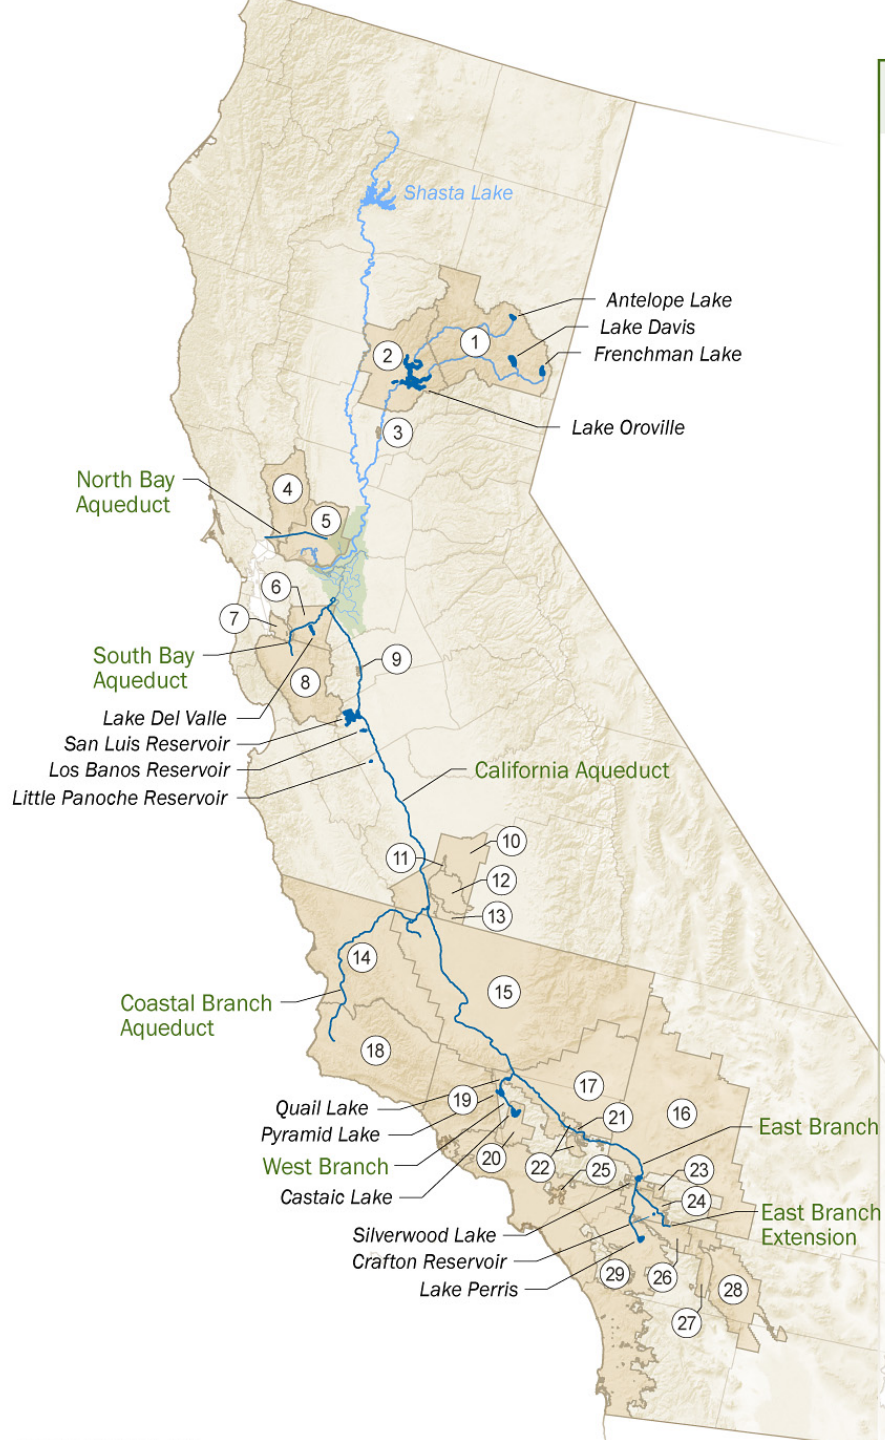 Shasta Lake
Antelope Lake
Lake Davis
1
2
Frenchman Lake
Lake Oroville
3
North Bay
Aqueduct
4
5
6
7
South Bay
Aqueduct
9
8
Lake Del Valle
San Luis Reservoir
Los Banos Reservoir
California Aqueduct
Little Panoche Reservoir
10
11
12
13
14
15
Coastal Branch
Aqueduct
18
17
19
Quail Lake
16
21
Pyramid Lake
East Branch
West Branch
20
22
25
23
Castaic Lake
24
East Branch
Extension
Silverwood Lake
Crafton Reservoir
29
26
28
Lake Perris
27